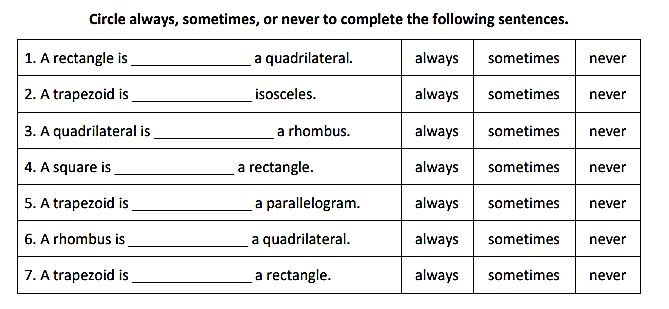 Circle always, sometimes, or never to complete the following sentences.
1. A rectangle is ________________ a quadrilateral. always sometimes never
2. A trapezoid is ________________ isosceles. always sometimes never
3. A quadrilateral is ________________ a rhombus. always sometimes never
4. A square is ________________ a rectangle. always sometimes never
5. A trapezoid is ________________ a parallelogram. always sometimes never
6. A rhombus is ________________ a quadrilateral. always sometimes never
7. A trapezoid is ________________ a rectangle. always sometimes never